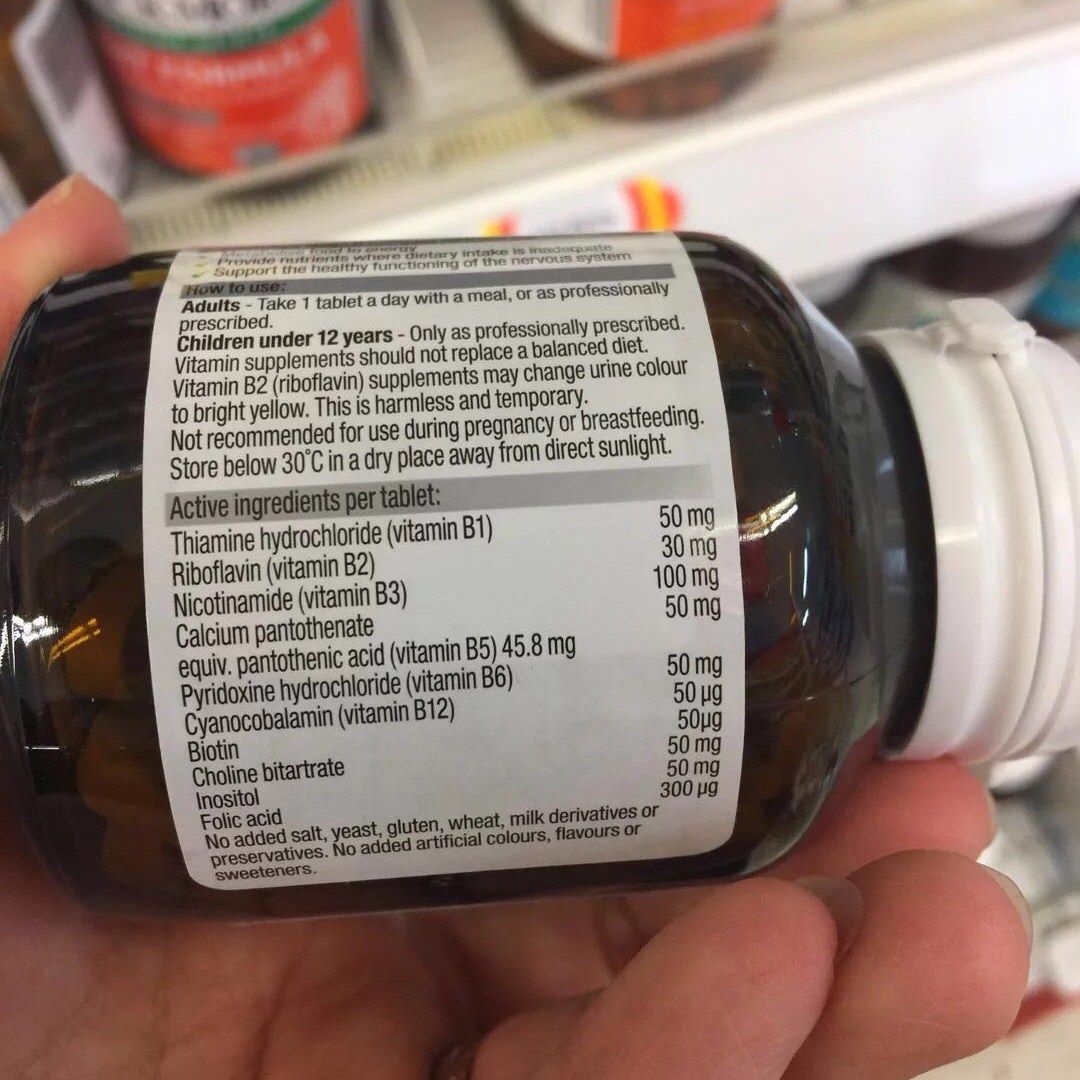 FORMULA
Metabolise food to energy
Provide nutrients where dietary intake is inadequate
Support the healthy functioning of the nervous system
How to use:
Adults - Take 1 tablet a day with a meal, or as professionally
prescribed.
Children under 12 years - Only as professionally prescribed.
Vitamin supplements should not replace a balanced diet.
Vitamin B2 (riboflavin) supplements may change urine colour
to bright yellow. This is harmless and temporary.
Not recommended for use during pregnancy or breastfeeding.
Store below 30°C in a dry place away from direct sunlight.
Active ingredients per tablet:
Thiamine hydrochloride (vitamin B1) 50 mg
Riboflavin (vitamin B2) 30 mg
Nicotinamide (vitamin B3) 100 mg
Calcium pantothenate 50 mg
equiv. pantothenic acid (vitamin B5) 45.8 mg
Pyridoxine hydrochloride (vitamin B6) 50 mg
Cyanocobalamin (vitamin B12) 50 µg
Biotin 50µg
Choline bitartrate 50 mg
Inositol 50 mg
Folic acid 300 µg
No added salt, yeast, gluten, wheat, milk derivatives or
preservatives. No added artificial colours, flavours or
sweeteners.